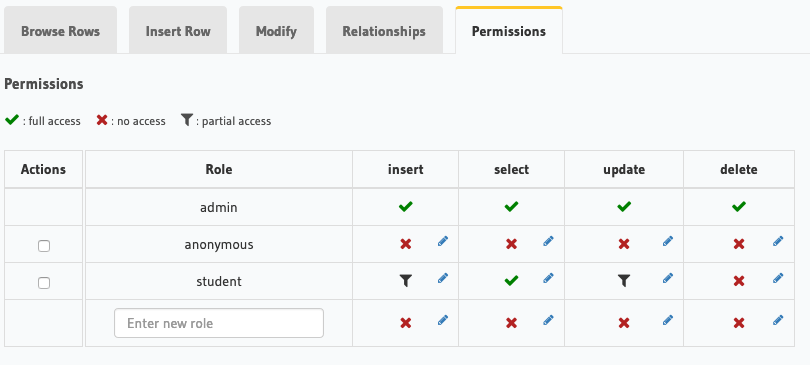 Browse Rows Insert Row Modify Relationships Permissions
Permissions
: full access : no access : partial access
Actions Role insert select update delete
admin
anonymous
student
Enter new role